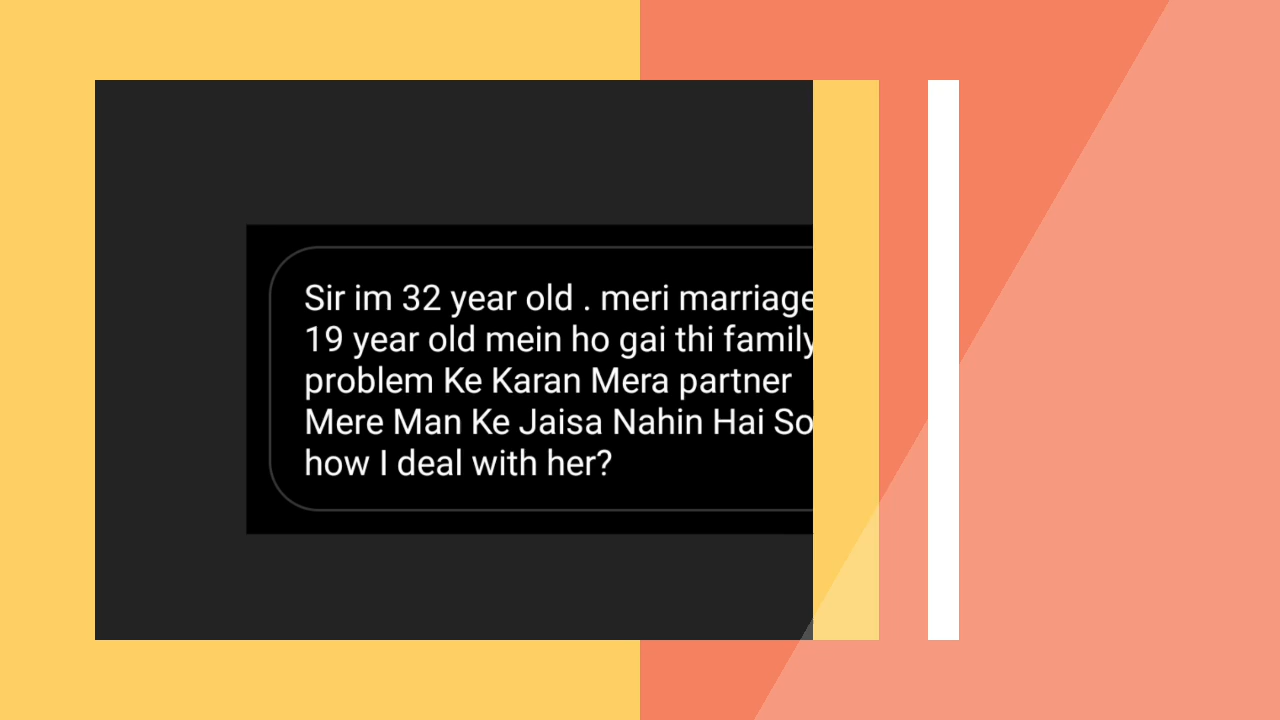 Sir im 32 year old . meri marriage
19 year old mein ho gai thi family
problem Ke Karan Mera partner
Mere Man Ke Jaisa Nahin Hai So
how I deal with her?